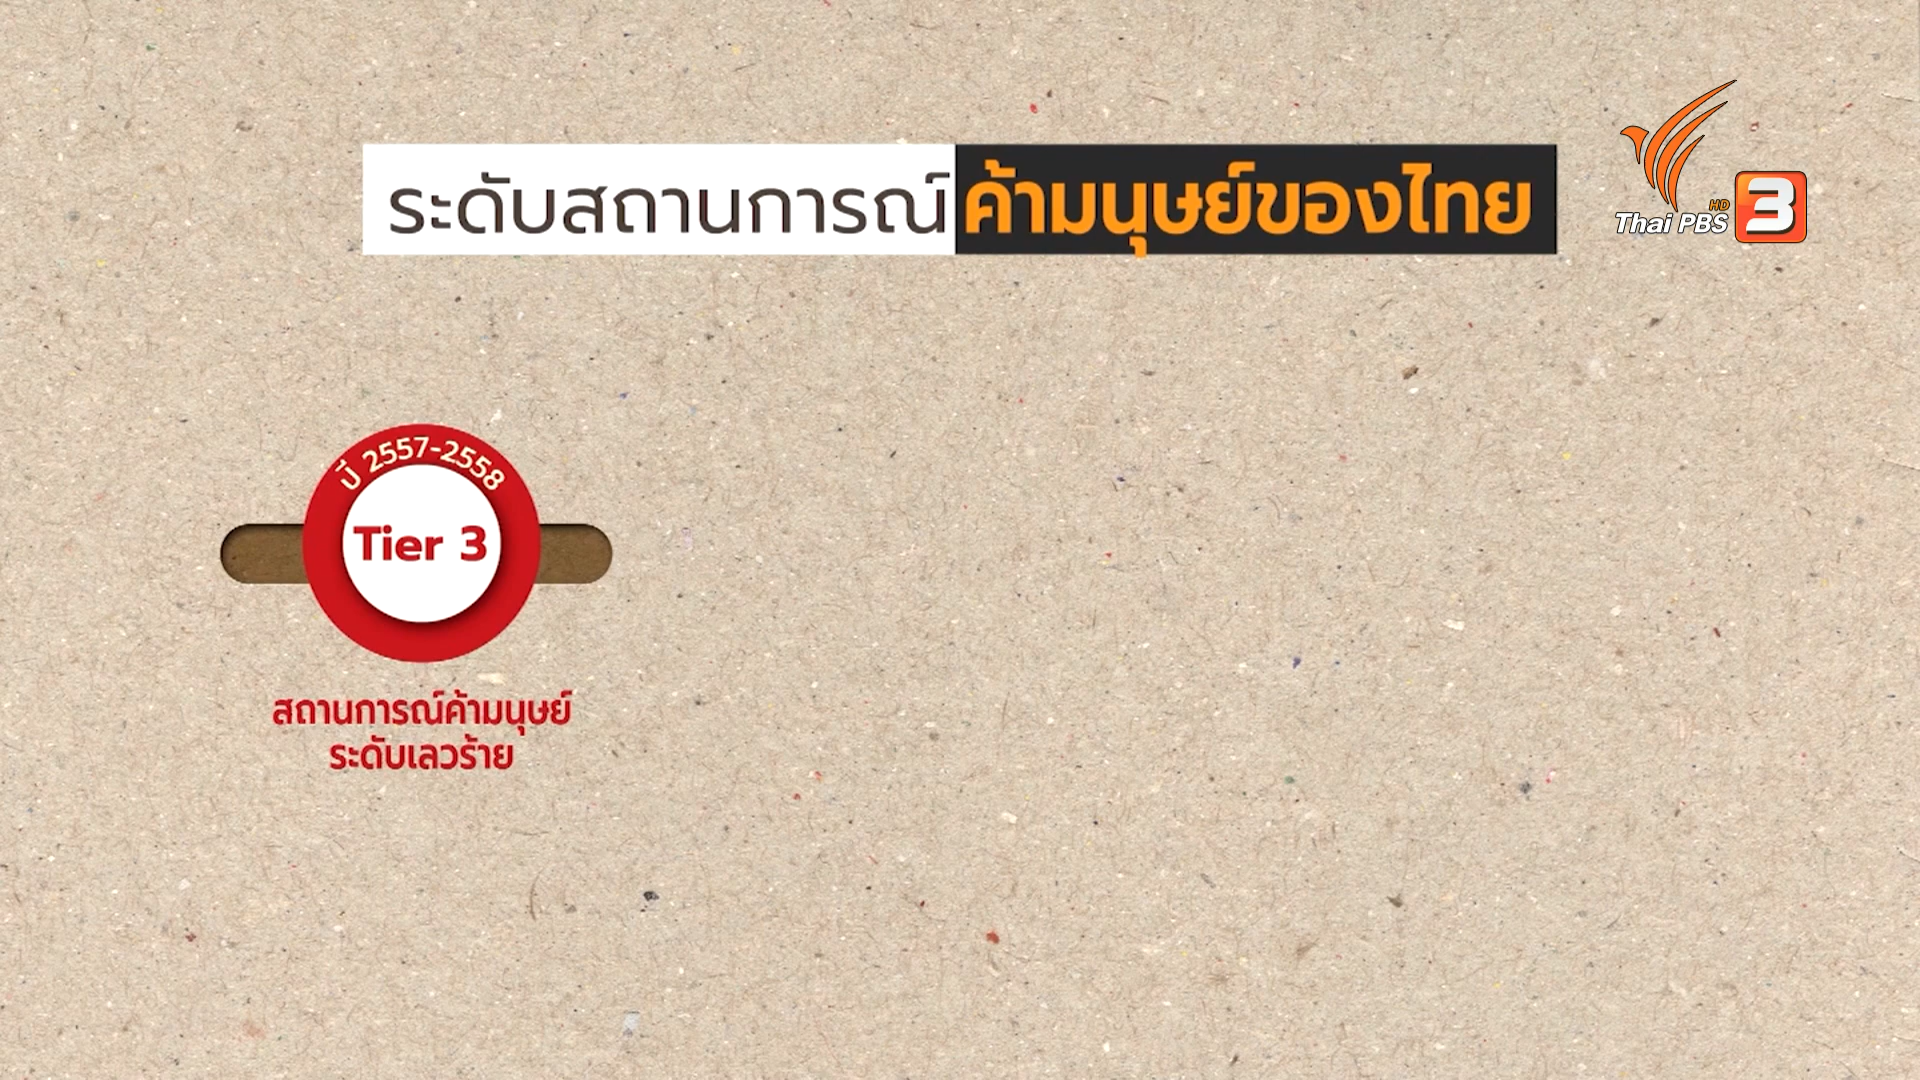 ระดับสถานการณ์ค้ามนุษย์ของไทย
HD
Thai PBS 3
ปี 2557-2558
Tier 3
สถานการณ์ค้ามนุษย์
ระดับเลวร้าย